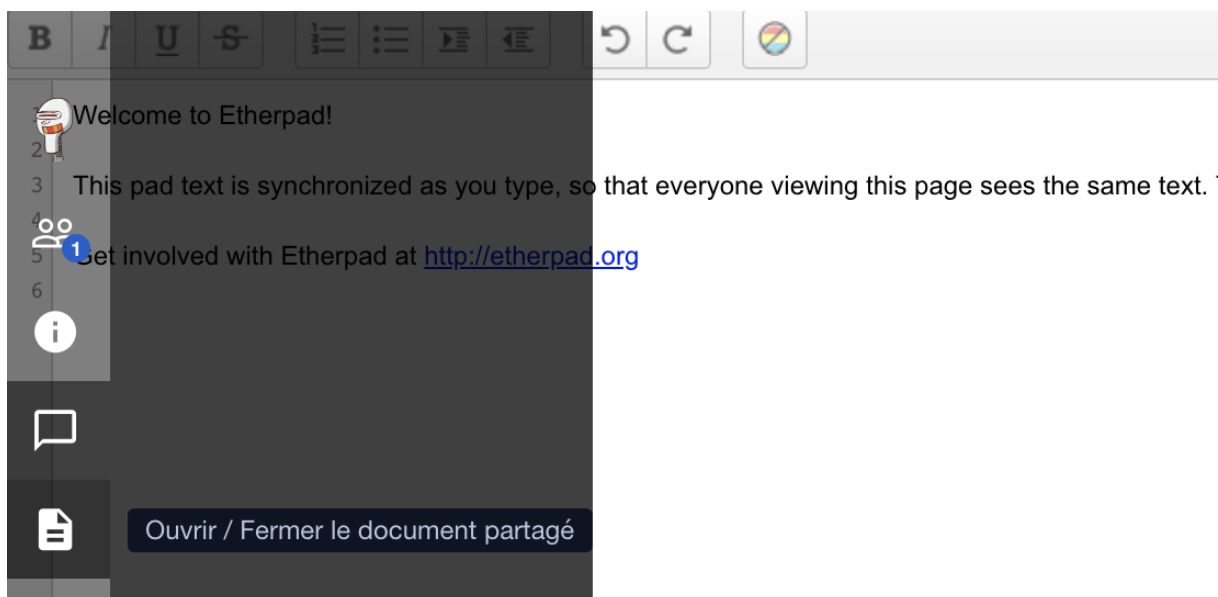 B I U S
1 Welcome to Etherpad!
2
3 This pad text is synchronized as you type, so that everyone viewing this page sees the same text.
4
1
5 Get involved with Etherpad at http://etherpad.org
6
Ouvrir / Fermer le document partagé